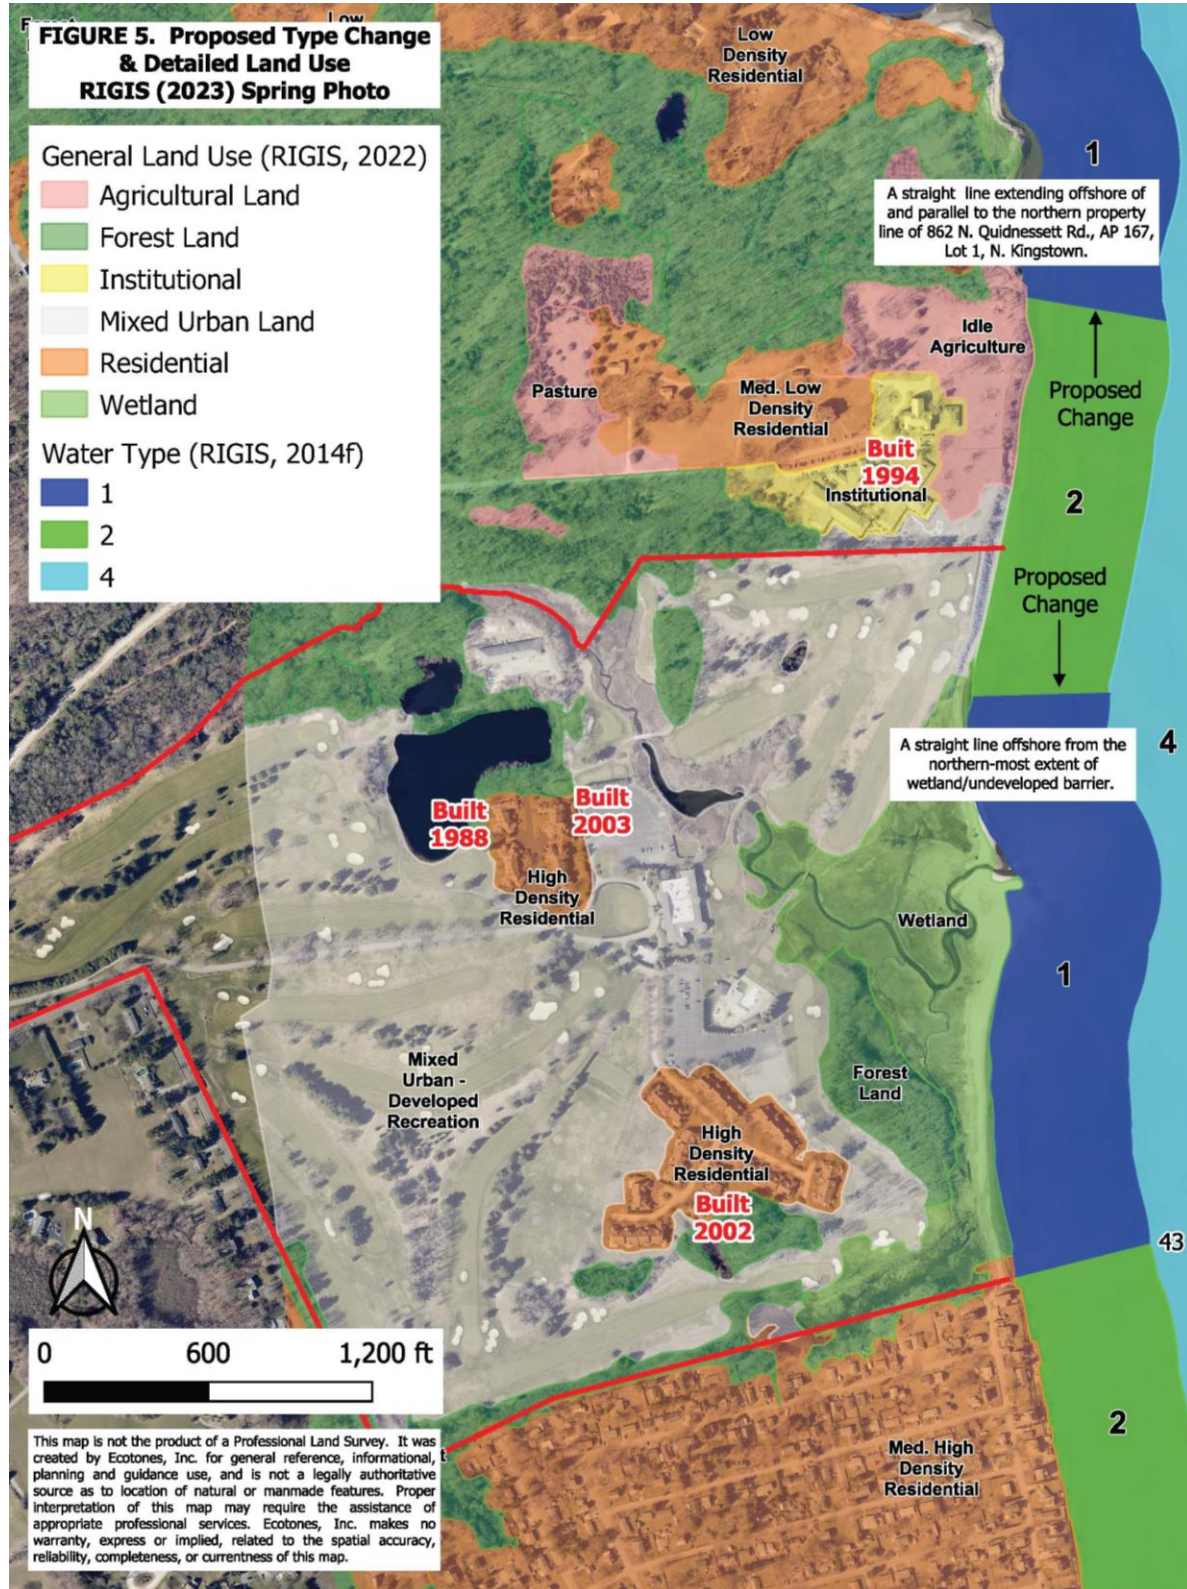 Low
FIGURE 5. Proposed Type Change
& Detailed Land Use
RIGIS (2023) Spring Photo
General Land Use (RIGIS, 2022)
Agricultural Land
Forest Land
Institutional
Mixed Urban Land
Residential
Wetland
Water Type (RIGIS, 2014f)
1
2
4
Low
Density
Residential
1
A straight line extending offshore of
and parallel to the northern property
line of 862 N. Quidnessett Rd., AP 167,
Lot 1, N. Kingstown.
Idle
Agriculture
Pasture
Med. Low
Density
Residential
Proposed
Change
Buit
1994
Institutional
2
Proposed
Change
4
A straight line offshore from the
northern-most extent of
wetland/undeveloped barrier.
Built
1988
Built
2003
High
Density
Residential
Wetland
1
Mixed
Urban -
Developed
Recreation
Forest
Land
High
Density
Residential
Built
2002
43
N
0 600 1,200 ft
2
Med. High
Density
Residential
This map is not the product of a Professional Land Survey. It was
created by Ecotones, Inc. for general reference, informational,
planning and guidance use, and is not a legally authoritative
source as to location of natural or manmade features. Proper
interpretation of this map may require the assistance of
appropriate professional services. Ecotones, Inc. makes no
warranty, express or implied, related to the spatial accuracy,
reliability, completeness, or currentness of this map.